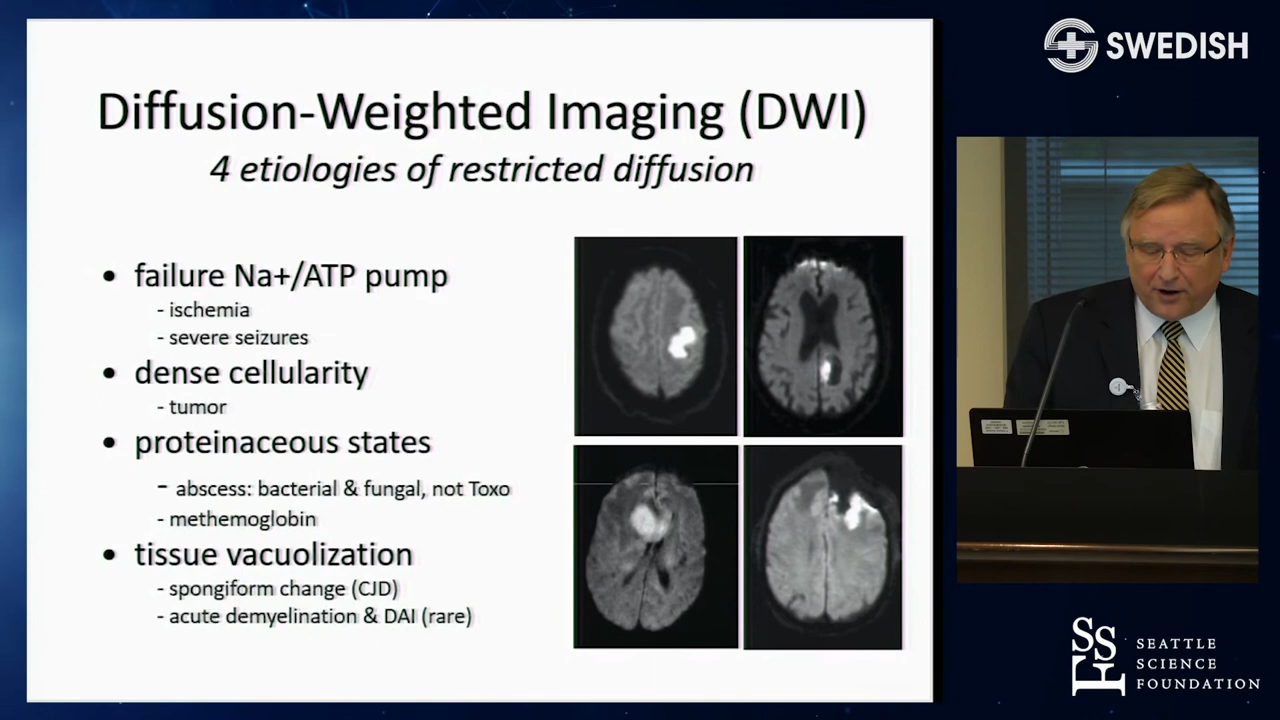 Diffusion-Weighted Imaging (DWI)
4 etiologies of restricted diffusion
• failure Na+/ATP pump
- ischemia
- severe seizures
• dense cellularity
- tumor
• proteinaceous states
- abscess: bacterial & fungal, not Toxo
- methemoglobin
• tissue vacuolization
- spongiform change (CJD)
- acute demyelination & DAI (rare)
SWEDISH
SSF
SEATTLE
SCIENCE
FOUNDATION